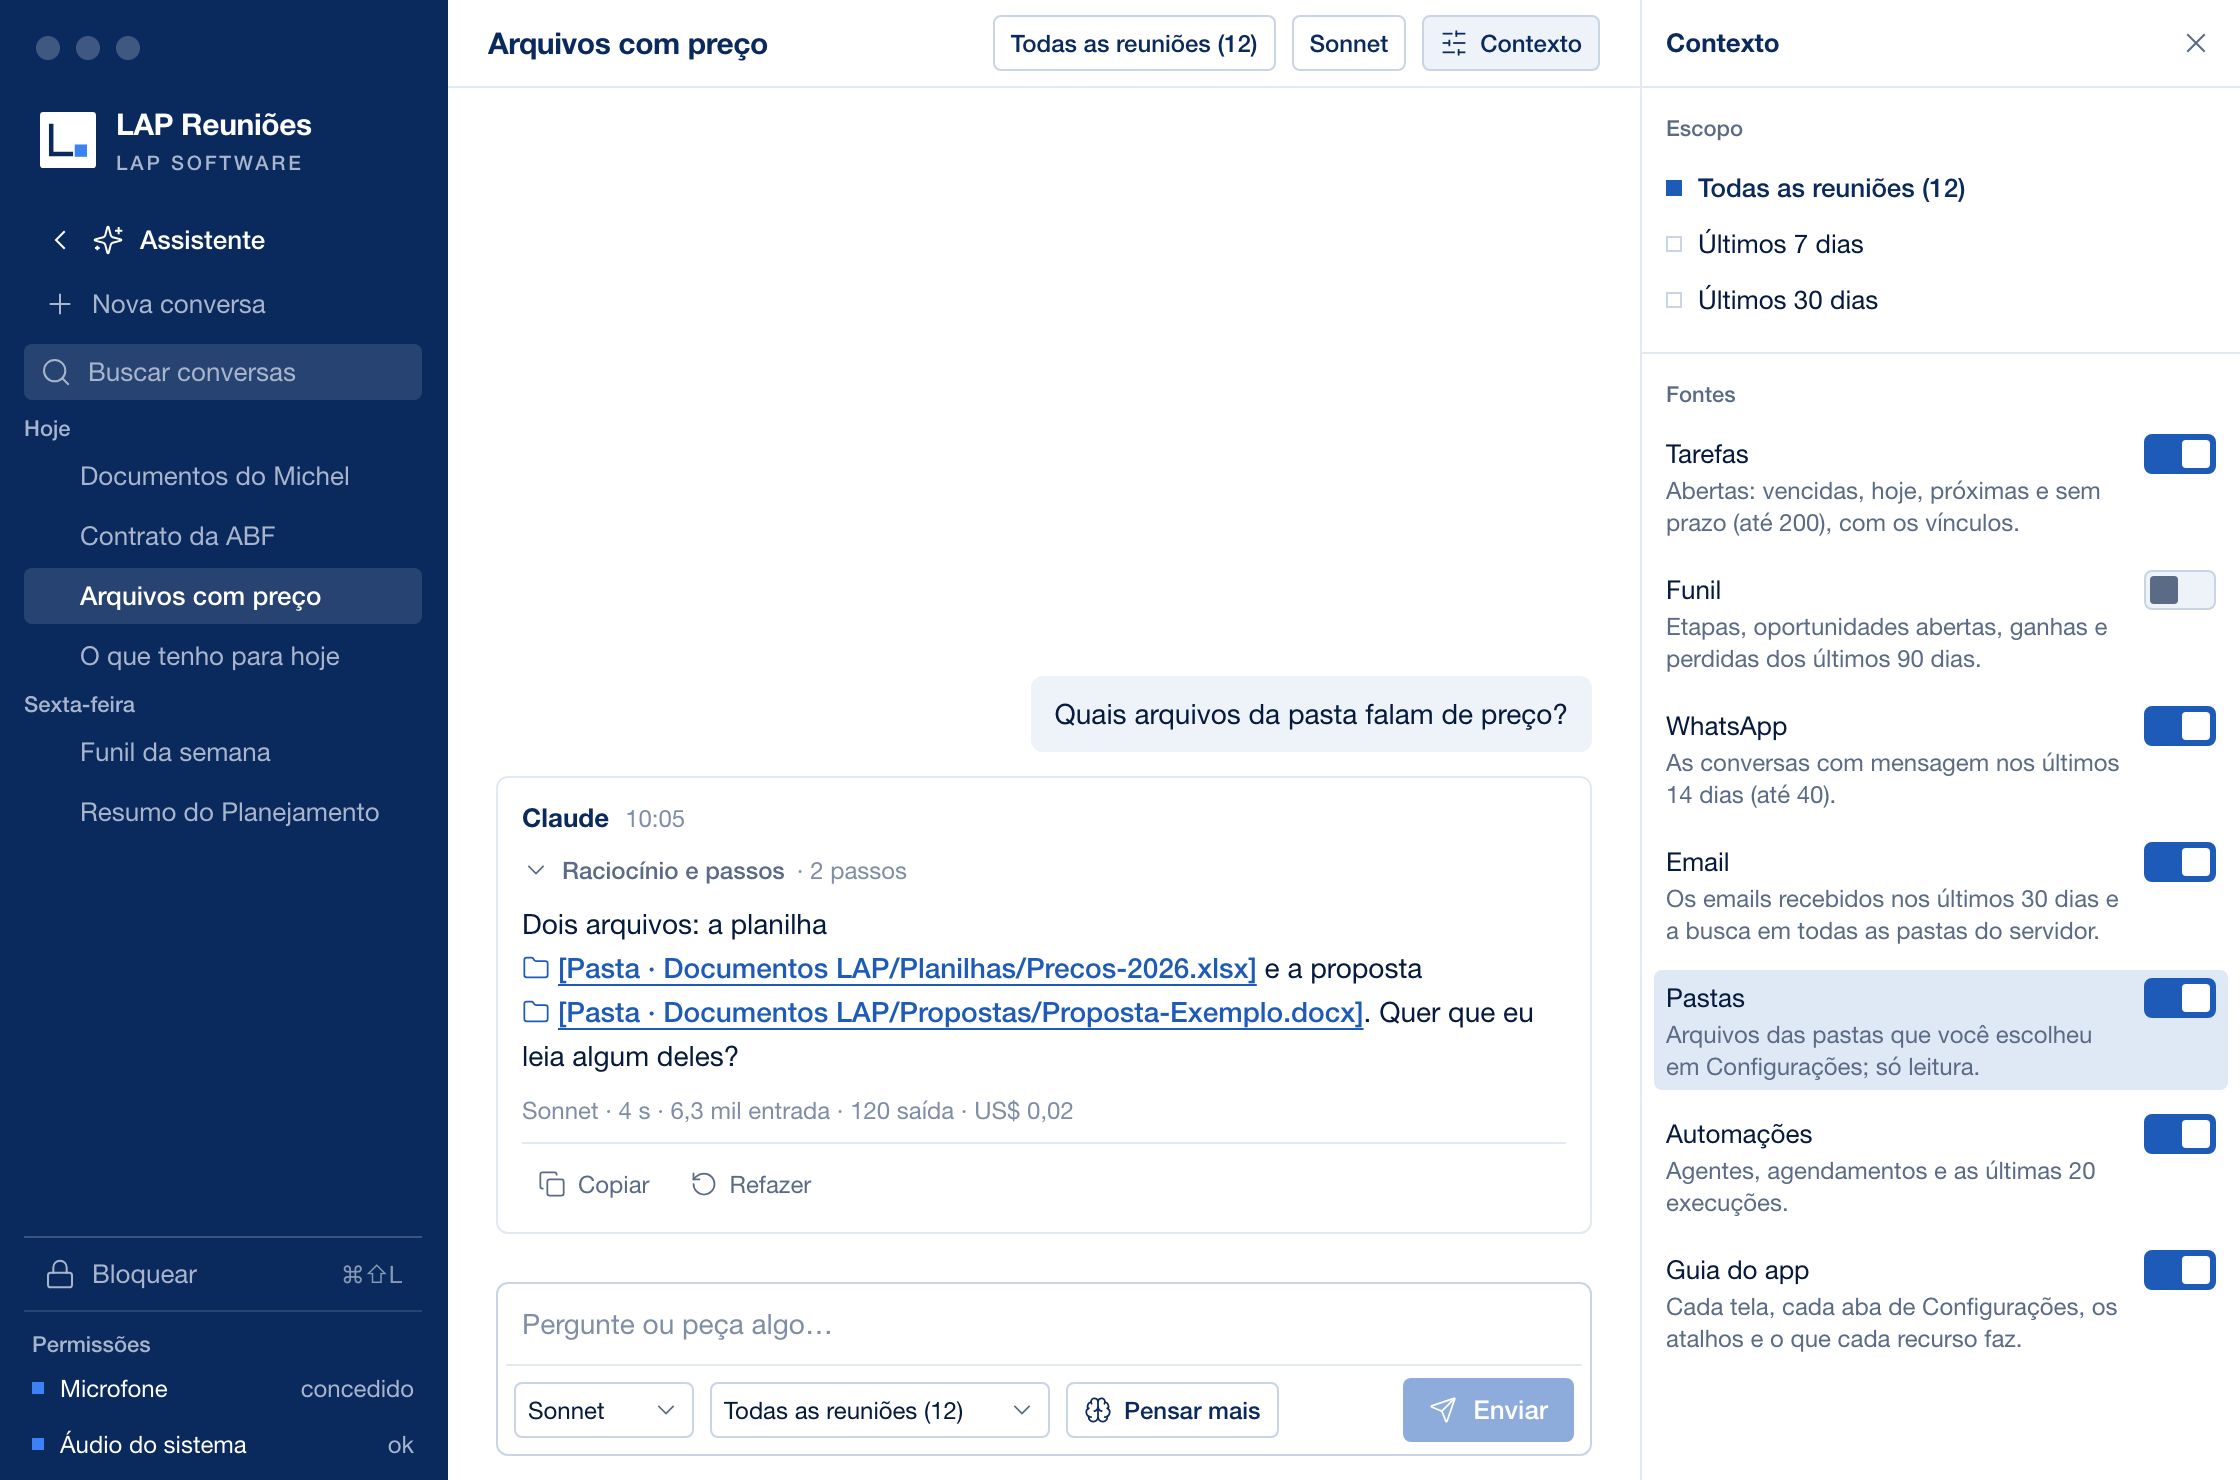 LAP Reuniões
LAP SOFTWARE
Assistente
Nova conversa
Buscar conversas
Hoje
Documentos do Michel
Contrato da ABF
Arquivos com preço
O que tenho para hoje
Sexta-feira
Funil da semana
Resumo do Planejamento
Bloquear ⌘⇧L
Permissões
Microfone concedido
Áudio do sistema ok
Arquivos com preço
Todas as reuniões (12)
Sonnet
Contexto
Quais arquivos da pasta falam de preço?
Claude 10:05
Raciocínio e passos · 2 passos
Dois arquivos: a planilha
[Pasta · Documentos LAP/Planilhas/Precos-2026.xlsx] e a proposta
[Pasta · Documentos LAP/Propostas/Proposta-Exemplo.docx]. Quer que eu
leia algum deles?
Sonnet · 4 s · 6,3 mil entrada · 120 saída · US$ 0,02
Copiar
Refazer
Pergunte ou peça algo…
Sonnet
Todas as reuniões (12)
Pensar mais
Enviar
Contexto
Escopo
Todas as reuniões (12)
Últimos 7 dias
Últimos 30 dias
Fontes
Tarefas
Abertas: vencidas, hoje, próximas e sem
prazo (até 200), com os vínculos.
Funil
Etapas, oportunidades abertas, ganhas e
perdidas dos últimos 90 dias.
WhatsApp
As conversas com mensagem nos últimos
14 dias (até 40).
Email
Os emails recebidos nos últimos 30 dias e
a busca em todas as pastas do servidor.
Pastas
Arquivos das pastas que você escolheu
em Configurações; só leitura.
Automações
Agentes, agendamentos e as últimas 20
execuções.
Guia do app
Cada tela, cada aba de Configurações, os
atalhos e o que cada recurso faz.